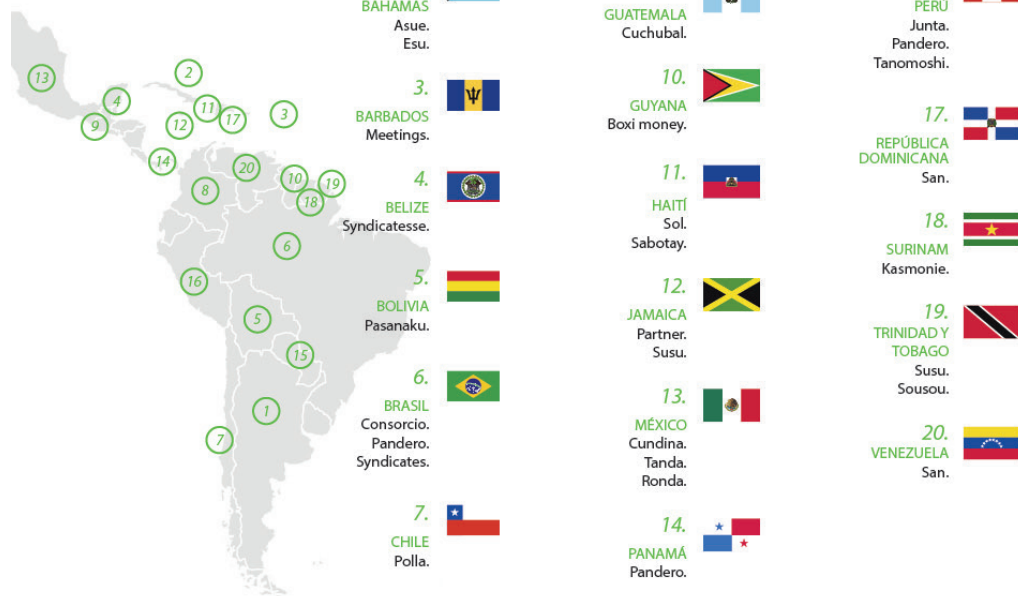 13
2
4
11
3
9
12
17
14
20
10
19
8
18
6
16
5
15
1
7
BAHAMAS
Asue.
Esu.
3.
BARBADOS
Meetings.
4.
BELIZE
Syndicatesse.
5.
BOLIVIA
Pasanaku.
6.
BRASIL
Consorcio.
Pandero.
Syndicates.
7.
CHILE
Polla.
GUATEMALA
Cuchubal.
10.
GUYANA
Boxi money.
11.
HAITÍ
Sol.
Sabotay.
12.
JAMAICA
Partner.
Susu.
13.
MÉXICO
Cundina.
Tanda.
Ronda.
14.
PANAMÁ
Pandero.
PERÚ
Junta.
Pandero.
Tanomoshi.
17.
REPÚBLICA
DOMINICANA
San.
18.
SURINAM
Kasmonie.
19.
TRINIDAD Y
TOBAGO
Susu.
Sousou.
20.
VENEZUELA
San.